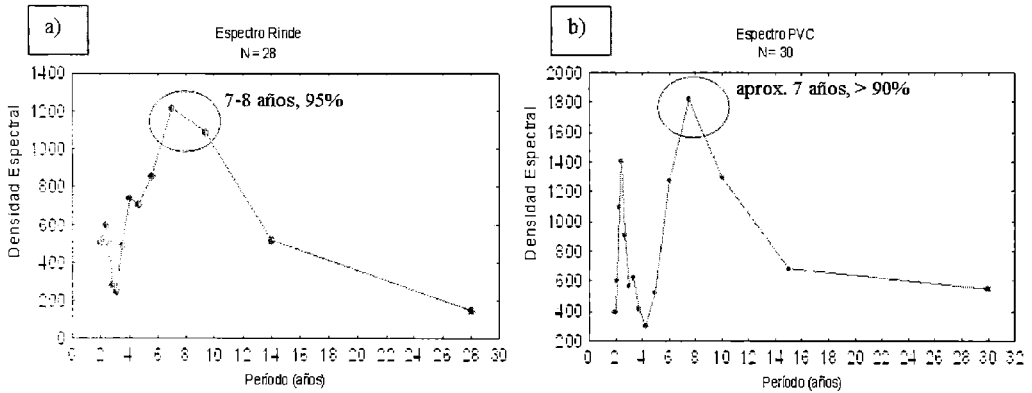 a)
Espectro Rinde
N = 28
1400
1200
1000
800
600
400
200
0
7-8 años, 95%
Densidad Espectral
0 2 4 6 8 10 12 14 16 18 20 22 24 26 28 30
Período (años)
b)
Espectro PVC
N= 30
2000
1800
1600
1400
1200
1000
800
600
400
200
aprox. 7 años, > 90%
Densidad Espectral
0 2 4 6 8 10 12 14 16 18 20 22 24 26 28 30 32
Período (años)